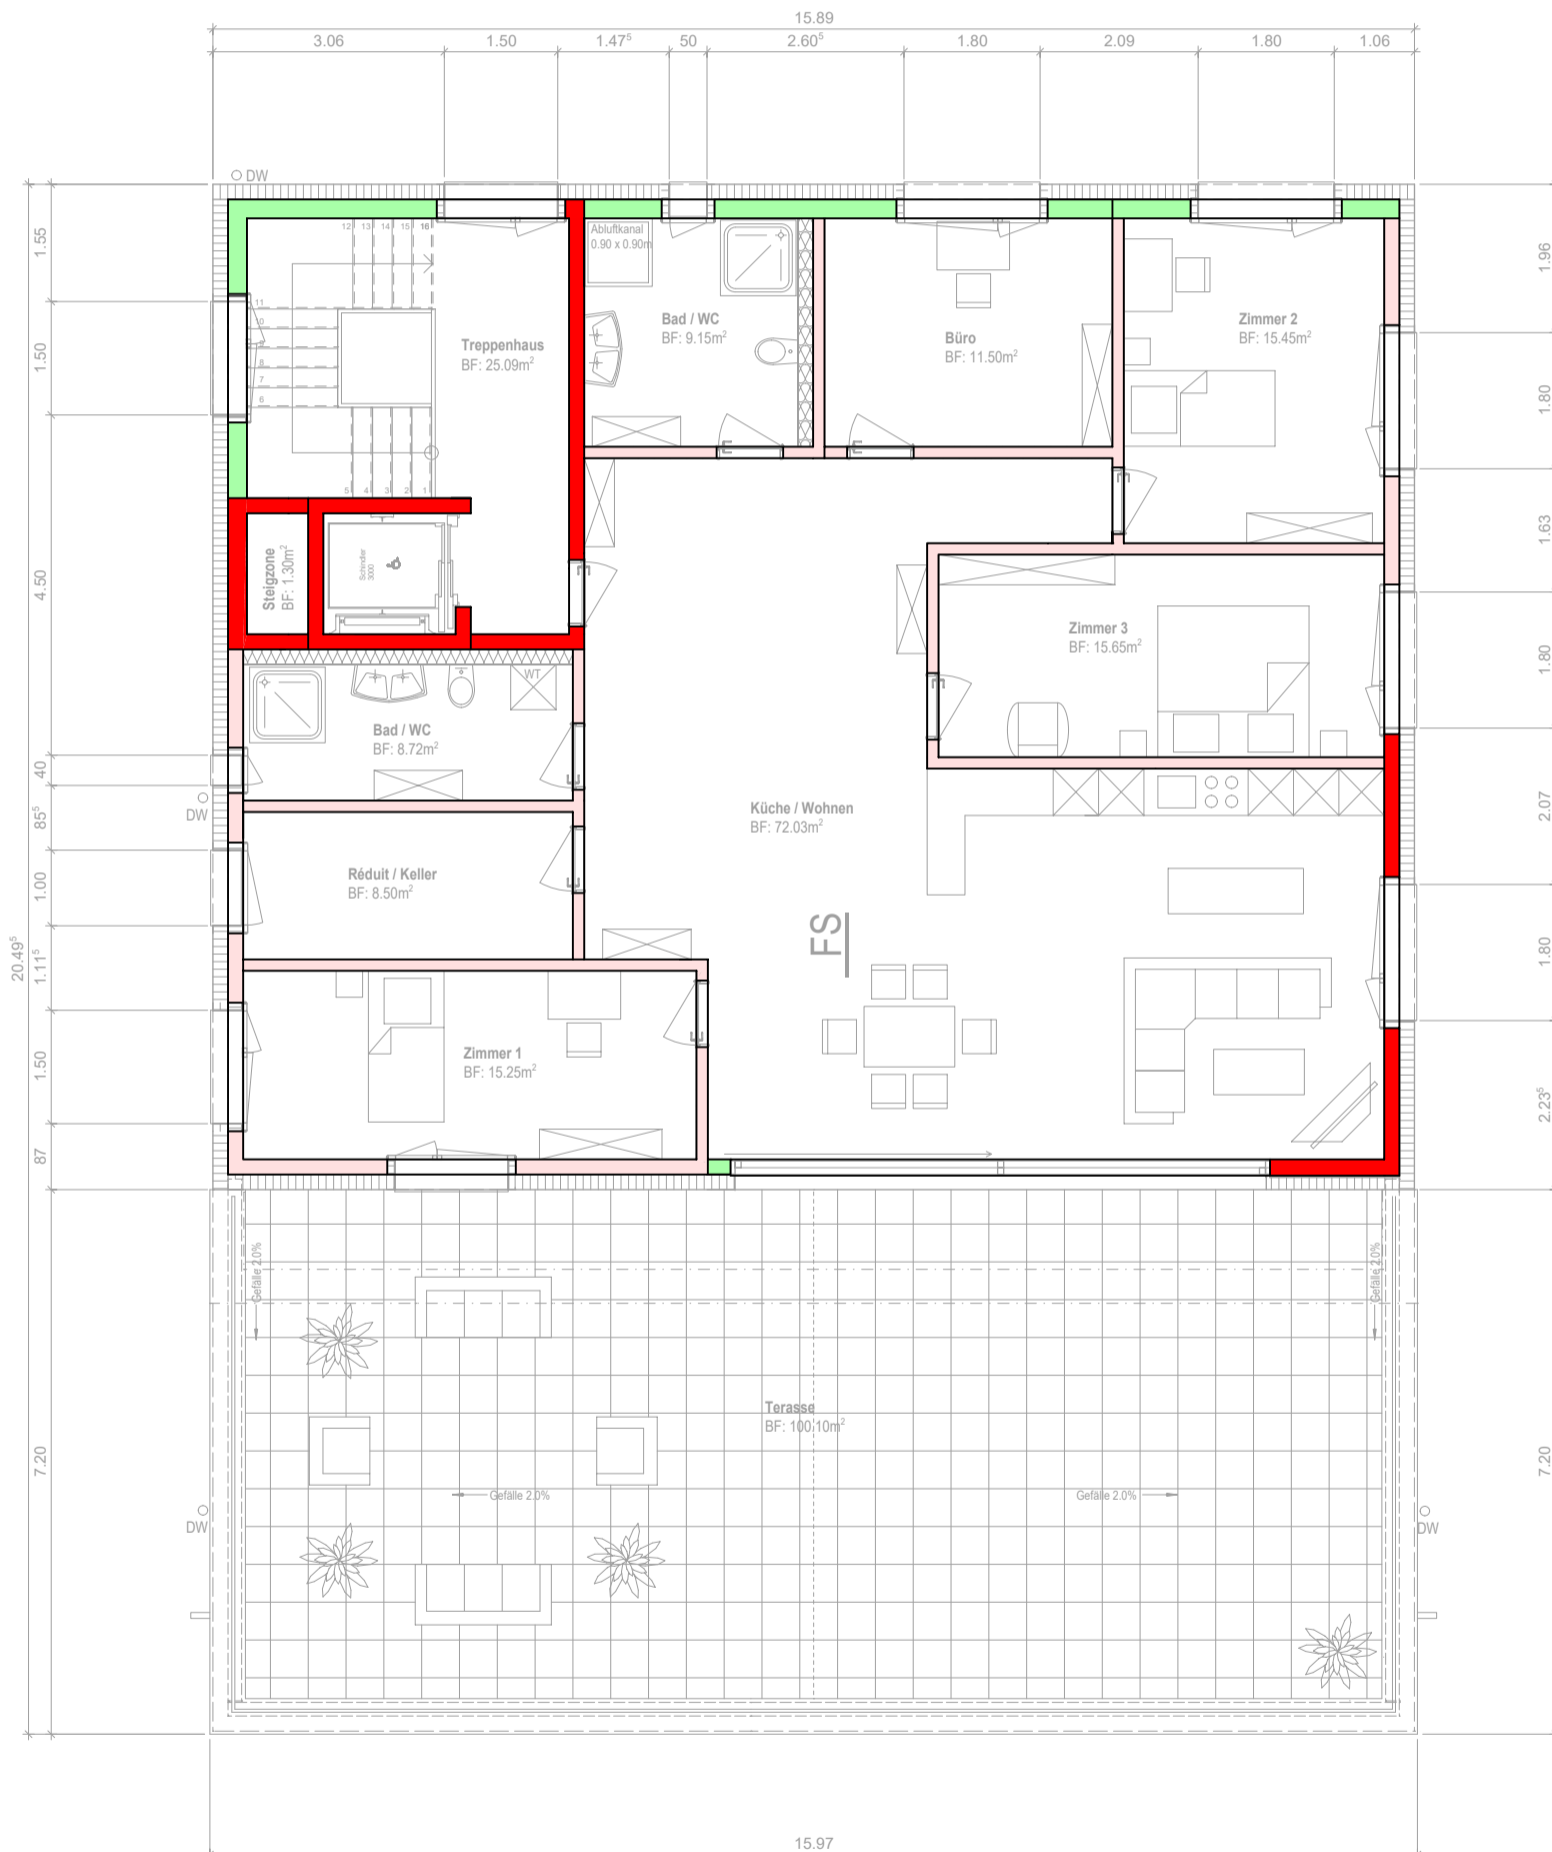 15.89
3.06 1.50 1.47⁵ 50 2.60⁵ 1.80 2.09 1.80 1.06
DW
12 13 14 15 16
11
10
9
8
7
6
5 4 3 2 1
Treppenhaus
BF: 25.09m²
Abluftkanal
0.90 x 0.90m
Bad / WC
BF: 9.15m²
Büro
BF: 11.50m²
Zimmer 2
BF: 15.45m²
Steigzone
BF: 1.30m²
Schindler
3000
Zimmer 3
BF: 15.65m²
WT
Bad / WC
BF: 8.72m²
DW
Küche / Wohnen
BF: 72.03m²
Réduit / Keller
BF: 8.50m²
FS
Zimmer 1
BF: 15.25m²
Gefälle 2.0%
Gefälle 2.0%
Terasse
BF: 100.10m²
Gefälle 2.0%
Gefälle 2.0%
DW
DW
20.49⁵
1.55
1.50
4.50
40
85⁵
1.00
1.11⁵
1.50
87
7.20
1.96
1.80
1.63
1.80
2.07
1.80
2.23⁵
7.20
15.97